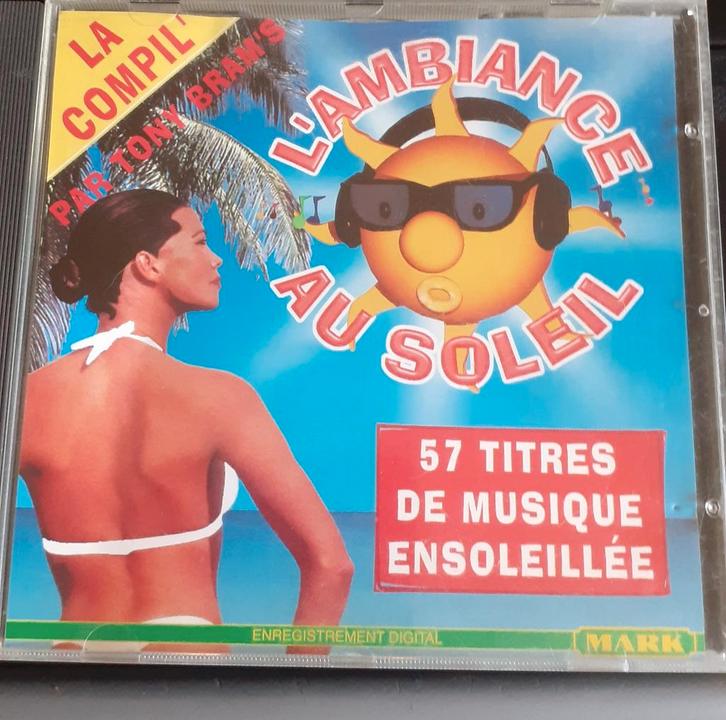 LA
COMPIL'
PAR TONY BRAM'S
L'AMBIANCE
AU SOLEIL
57 TITRES
DE MUSIQUE
ENSOLEILLÉE
ENREGISTREMENT DIGITAL
MARK